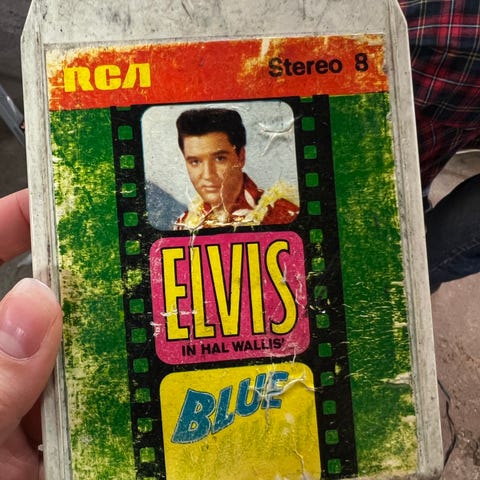 RCA Stereo 8
ELVIS
IN HAL WALLIS'
BLUE